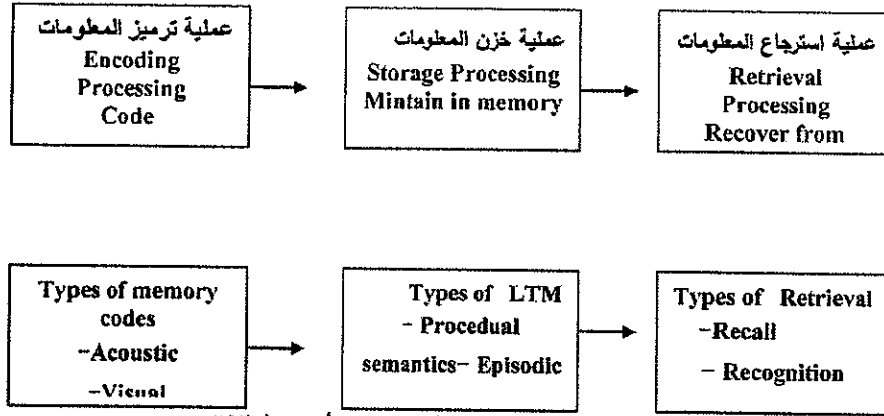 عملية ترميز المعلومات
Encoding
Processing
Code
عملية خزن المعلومات
Storage Processing
Mintain in memory
عملية استرجاع المعلومات
Retrieval
Processing
Recover from
Types of memory
codes
-Acoustic
-Visual
Types of LTM
- Procedual
semantics- Episodic
Types of Retrieval
-Recall
- Recognition